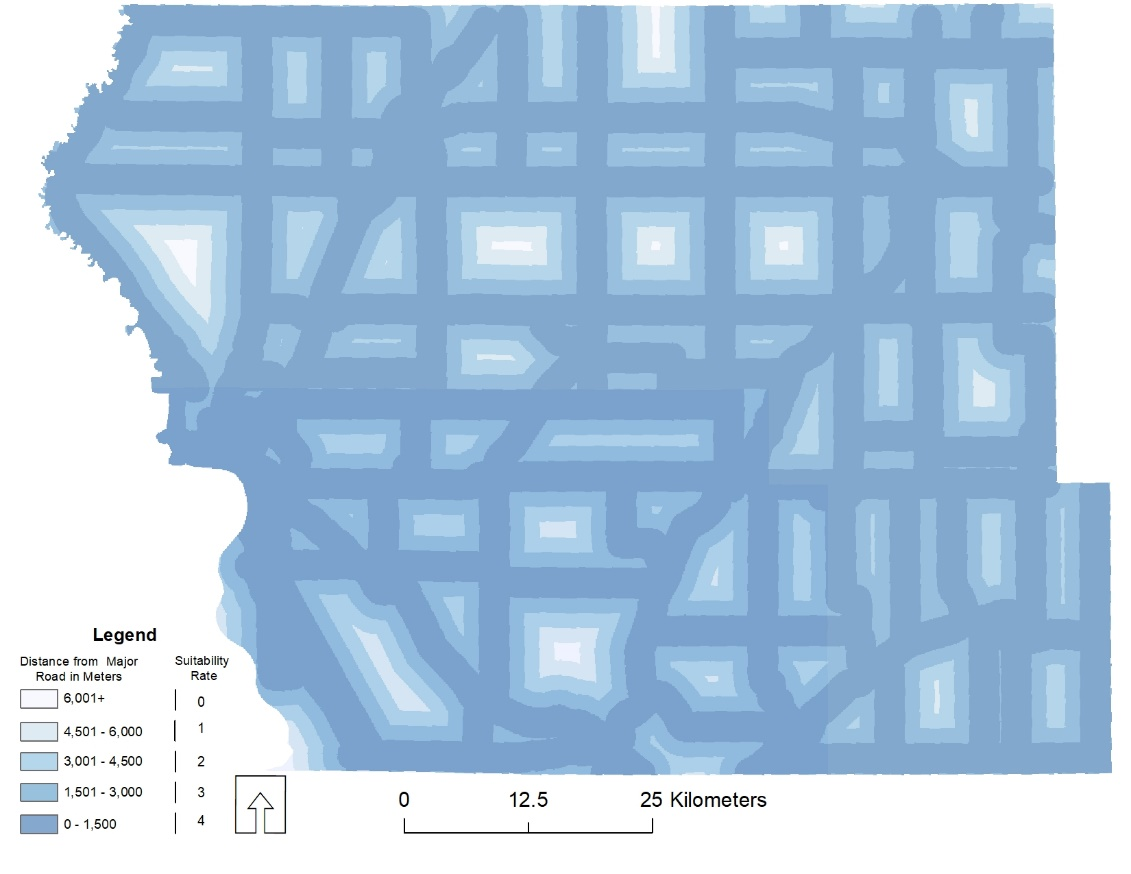 Legend
Distance from Major
Road in Meters
Suitability
Rate
6,001+ 0
4,501 - 6,000 1
3,001 - 4,500 2
1,501 - 3,000 3
0 - 1,500 4
0 12.5 25 Kilometers